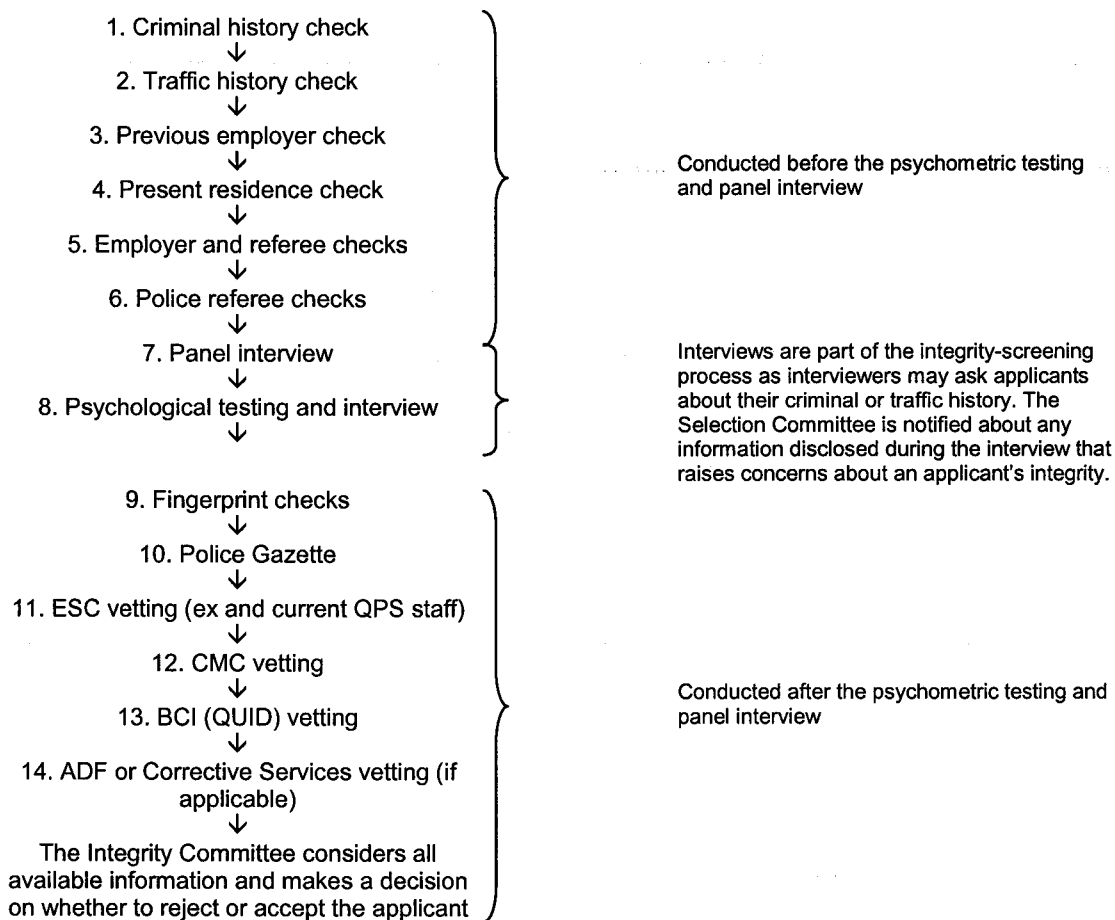 1. Criminal history check
↓
2. Traffic history check
↓
3. Previous employer check
↓
4. Present residence check
↓
5. Employer and referee checks
↓
6. Police referee checks
↓
Conducted before the psychometric testing
and panel interview
7. Panel interview
↓
8. Psychological testing and interview
↓
Interviews are part of the integrity-screening
process as interviewers may ask applicants
about their criminal or traffic history. The
Selection Committee is notified about any
information disclosed during the interview that
raises concerns about an applicant's integrity.
9. Fingerprint checks
↓
10. Police Gazette
↓
11. ESC vetting (ex and current QPS staff)
↓
12. CMC vetting
↓
13. BCI (QUID) vetting
↓
14. ADF or Corrective Services vetting (if
applicable)
↓
The Integrity Committee considers all
available information and makes a decision
on whether to reject or accept the applicant
Conducted after the psychometric testing and
panel interview